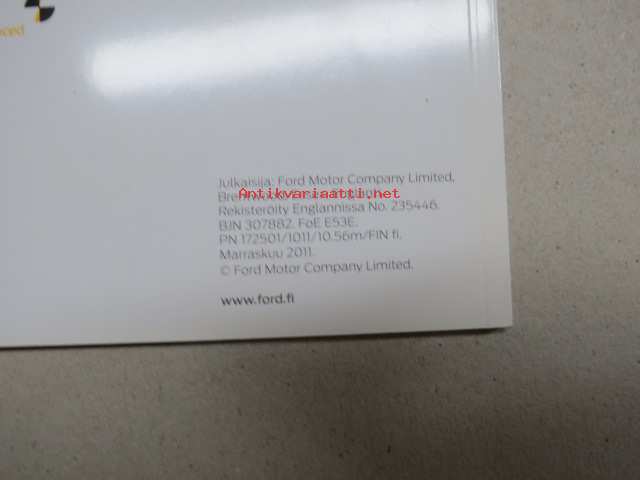 Julkaisija: Ford Motor Company Limited,
Antikvariaatti.net
Rekisteröity Englannissa No. 235446.
BJN 307882. FoE E53E.
PN 172501/1011/10.56m/FIN fi.
Marraskuu 2011.
© Ford Motor Company Limited.
www.ford.fi